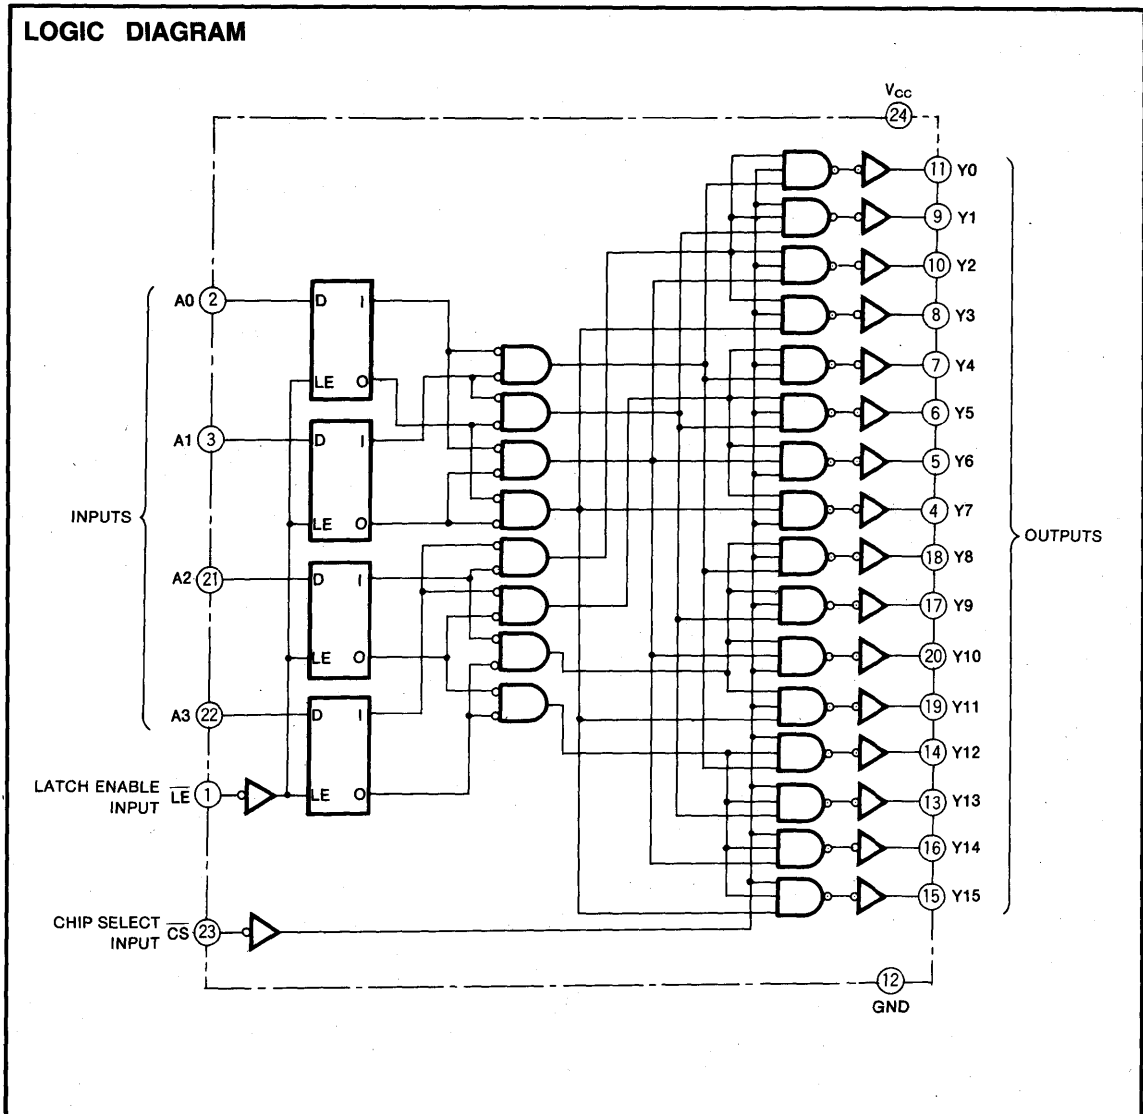 LOGIC DIAGRAM
VCC
24
11 Y0
9 Y1
10 Y2
8 Y3
7 Y4
6 Y5
5 Y6
4 Y7
18 Y8
17 Y9
20 Y10
19 Y11
14 Y12
13 Y13
16 Y14
15 Y15
OUTPUTS
INPUTS
A0 2
D I
LE O
A1 3
D I
LE O
A2 21
D I
LE O
A3 22
D I
LE O
LATCH ENABLE L̅E̅ 1
INPUT
CHIP SELECT C̅S̅ 23
INPUT
12
GND